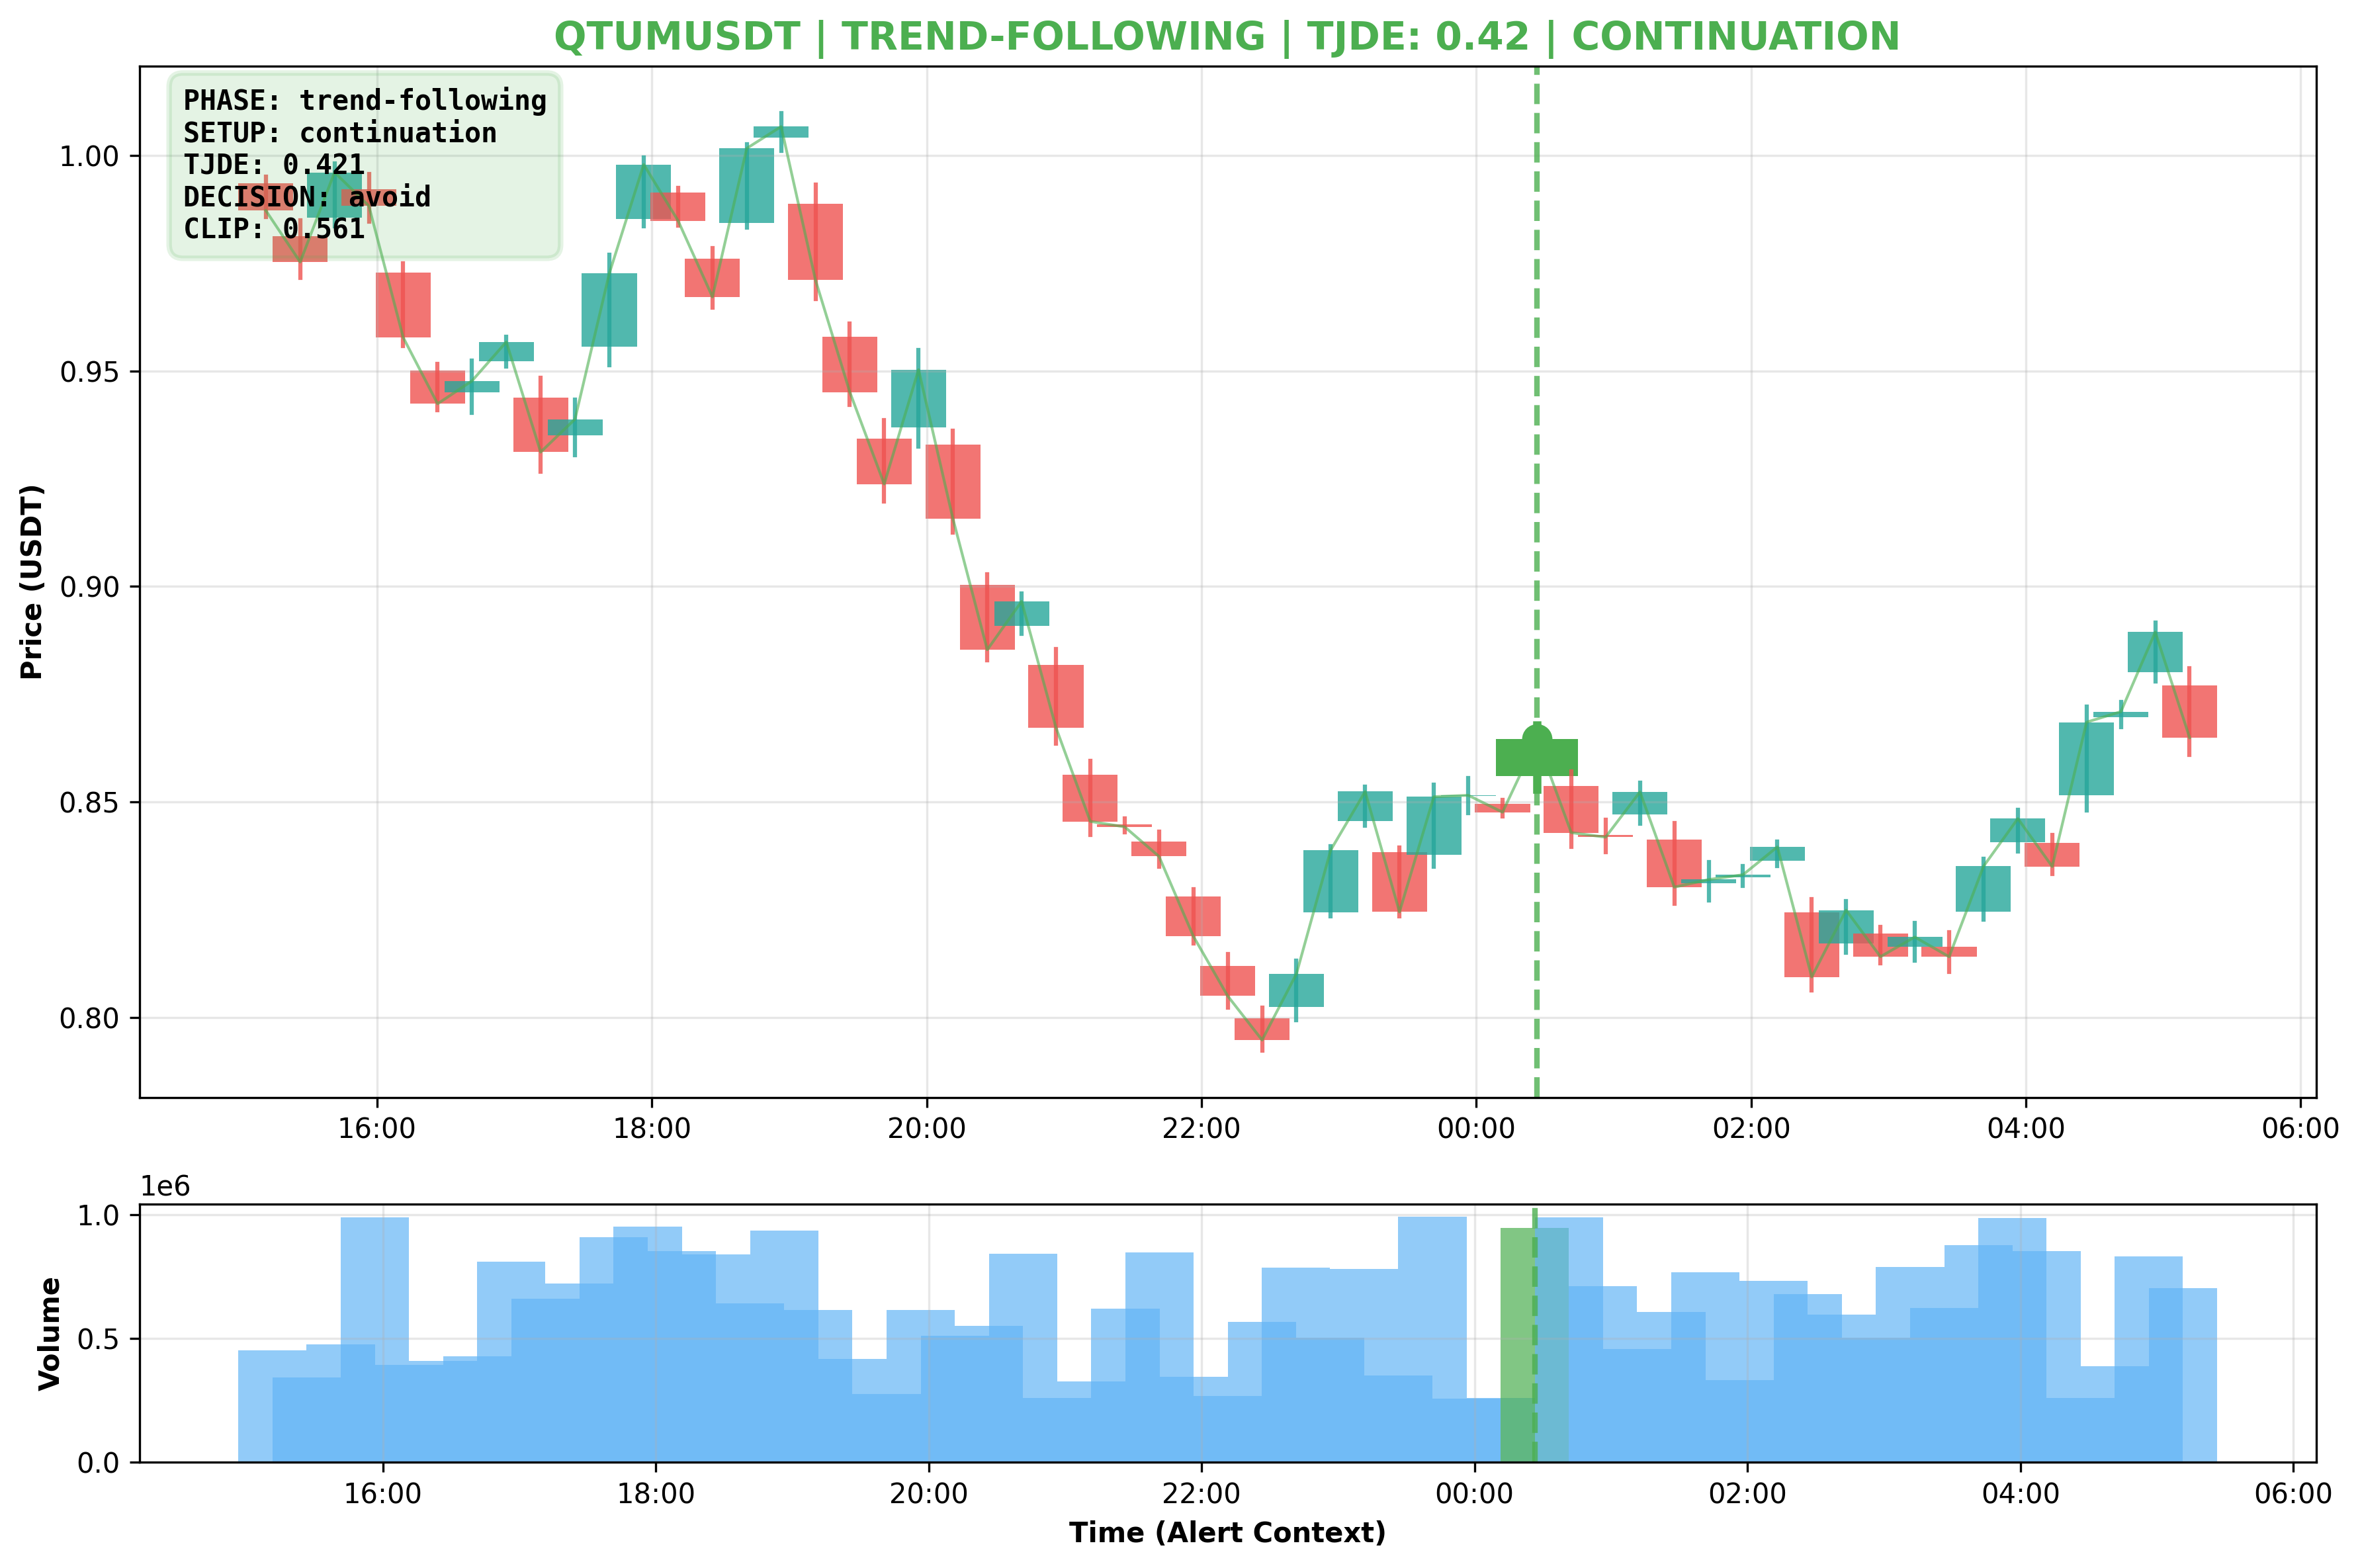 QTUMUSDT | TREND-FOLLOWING | TJDE: 0.42 | CONTINUATION
PHASE: trend-following
SETUP: continuation
TJDE: 0.421
DECISION: avoid
CLIP: 0.561
Price (USDT)
1.00
0.95
0.90
0.85
0.80
16:00 18:00 20:00 22:00 00:00 02:00 04:00 06:00
1e6
Volume
1.0
0.5
0.0
16:00 18:00 20:00 22:00 00:00 02:00 04:00 06:00
Time (Alert Context)